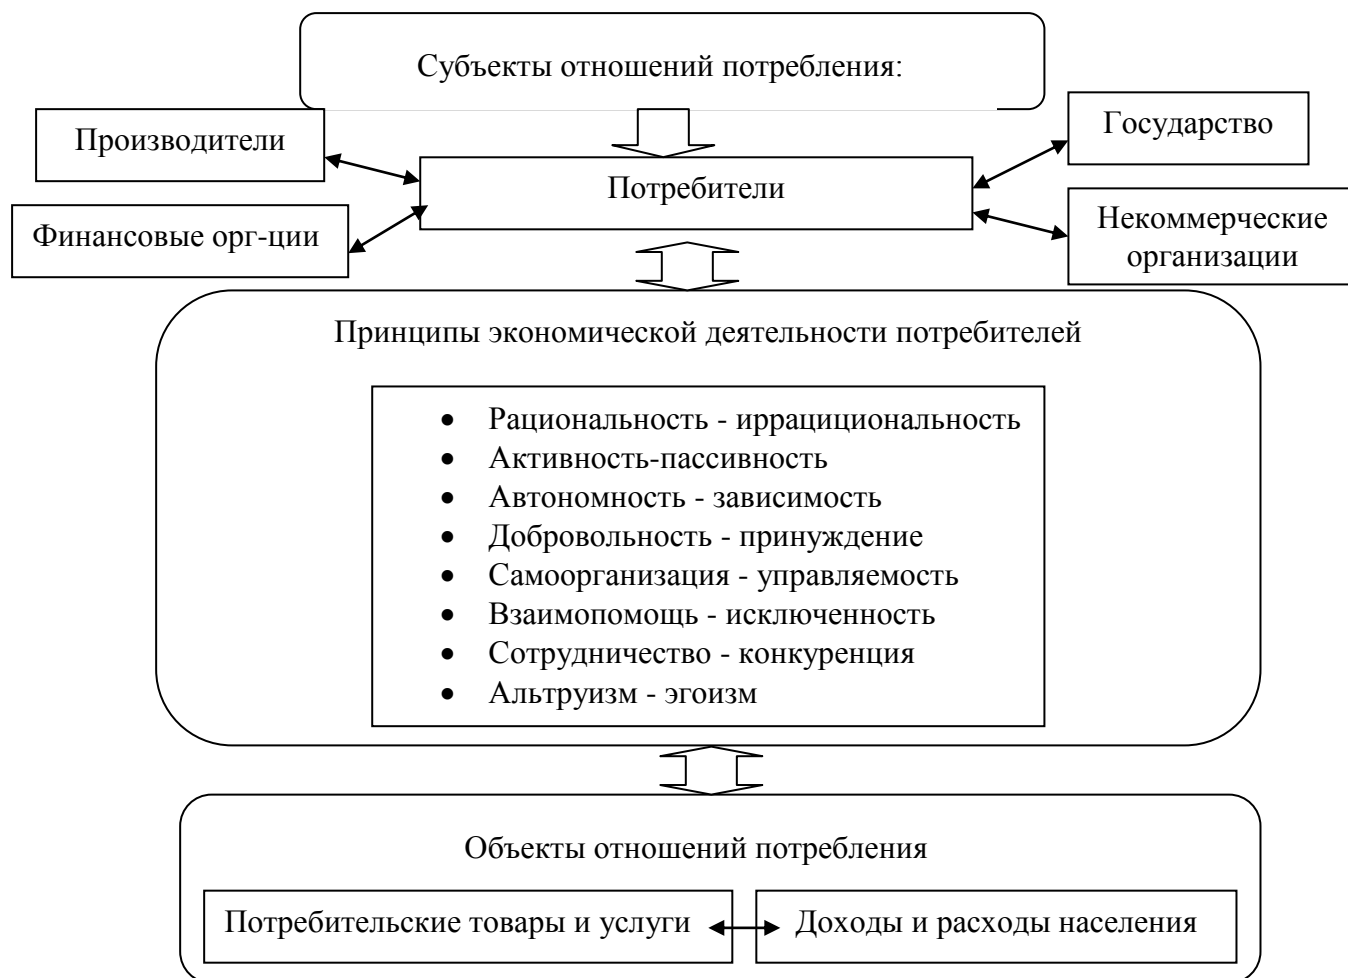 Субъекты отношений потребления:
Производители
Государство
Потребители
Финансовые орг-ции
Некоммерческие
организации
Принципы экономической деятельности потребителей
• Рациональность - иррацициональность
• Активность-пассивность
• Автономность - зависимость
• Добровольность - принуждение
• Самоорганизация - управляемость
• Взаимопомощь - исключенность
• Сотрудничество - конкуренция
• Альтруизм - эгоизм
Объекты отношений потребления
Потребительские товары и услуги
Доходы и расходы населения